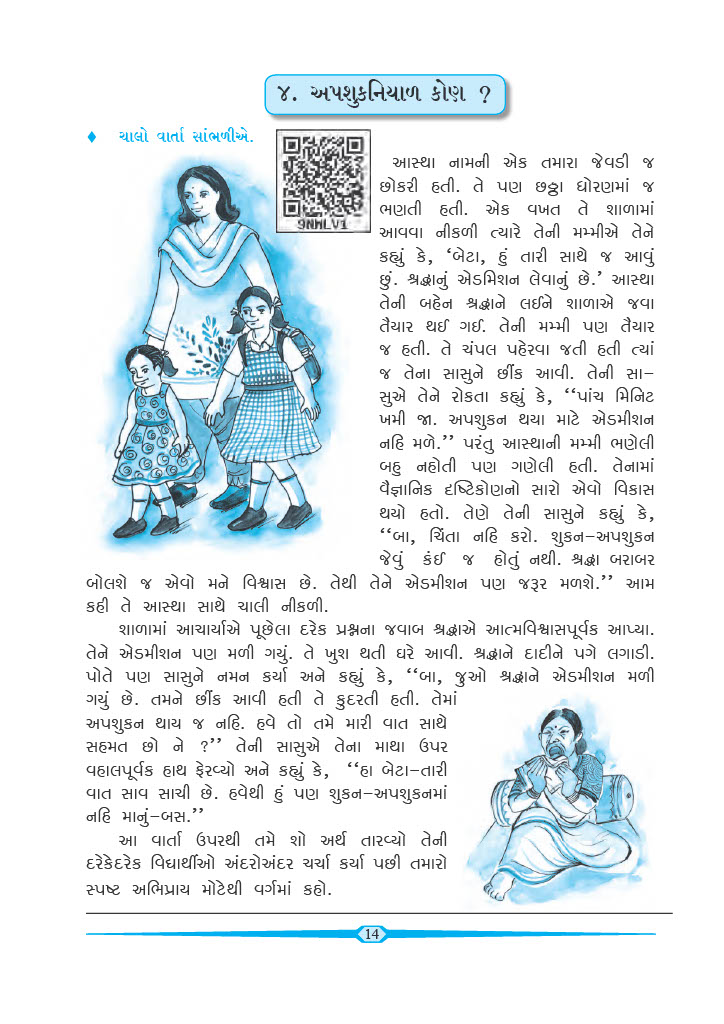 ૪. અપશુકનિયાળ કોણ ?
♦ ચાલો વાર્તા સાંભળીએ.
9NMLV1
આસ્થા નામની એક તમારા જેવડી જ
છોકરી હતી. તે પણ છઠ્ઠા ધોરણમાં જ
ભણતી હતી. એક વખત તે શાળામાં
આવવા નીકળી ત્યારે તેની મમ્મીએ તેને
કહ્યું કે, ‘બેટા, હું તારી સાથે જ આવું
છું. શ્રદ્ધાનું એડમિશન લેવાનું છે.’ આસ્થા
તેની બહેન શ્રદ્ધાને લઈને શાળાએ જવા
તૈયાર થઈ ગઈ. તેની મમ્મી પણ તૈયાર
જ હતી. તે ચંપલ પહેરવા જતી હતી ત્યાં
જ તેના સાસુને છીંક આવી. તેની સા–
સુએ તેને રોકતા કહ્યું કે, ‘‘પાંચ મિનિટ
ખમી જા. અપશુકન થયા માટે એડમીશન
નહિ મળે.’’ પરંતુ આસ્થાની મમ્મી ભણેલી
બહુ નહોતી પણ ગણેલી હતી. તેનામાં
વૈજ્ઞાનિક દૃષ્ટિકોણનો સારો એવો વિકાસ
થયો હતો. તેણે તેની સાસુને કહ્યું કે,
‘‘બા, ચિંતા નહિ કરો. શુકન–અપશુકન
જેવું કંઈ જ હોતું નથી. શ્રદ્ધા બરાબર
બોલશે જ એવો મને વિશ્વાસ છે. તેથી તેને એડમીશન પણ જરૂર મળશે.’’ આમ
કહી તે આસ્થા સાથે ચાલી નીકળી.
શાળામાં આચાર્યાએ પૂછેલા દરેક પ્રશ્નના જવાબ શ્રદ્ધાએ આત્મવિશ્વાસપૂર્વક આપ્યા.
તેને એડમીશન પણ મળી ગયું. તે ખુશ થતી ઘરે આવી. શ્રદ્ધાને દાદીને પગે લગાડી.
પોતે પણ સાસુને નમન કર્યા અને કહ્યું કે, ‘‘બા, જુઓ શ્રદ્ધાને એડમીશન મળી
ગયું છે. તમને છીંક આવી હતી તે કુદરતી હતી. તેમાં
અપશુકન થાય જ નહિ. હવે તો તમે મારી વાત સાથે
સહમત છો ને ?’’ તેની સાસુએ તેના માથા ઉપર
વહાલપૂર્વક હાથ ફેરવ્યો અને કહ્યું કે, ‘‘હા બેટા–તારી
વાત સાવ સાચી છે. હવેથી હું પણ શુકન–અપશુકનમાં
નહિ માનું–બસ.’’
આ વાર્તા ઉપરથી તમે શો અર્થ તારવ્યો તેની
દરેકેદરેક વિદ્યાર્થીઓ અંદરોઅંદર ચર્ચા કર્યા પછી તમારો
સ્પષ્ટ અભિપ્રાય મોટેથી વર્ગમાં કહો.
14